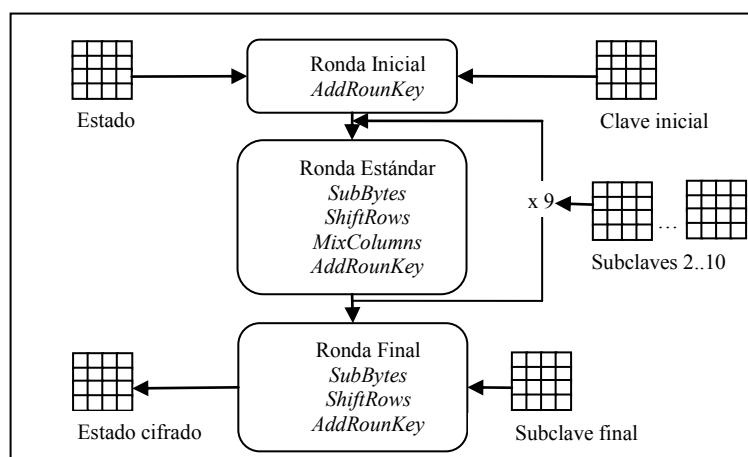 Ronda Inicial
AddRounKey
Estado
Clave inicial
Ronda Estándar
SubBytes
ShiftRows
MixColumns
AddRounKey
x 9
...
Subclaves 2..10
Ronda Final
SubBytes
ShiftRows
AddRounKey
Estado cifrado
Subclave final